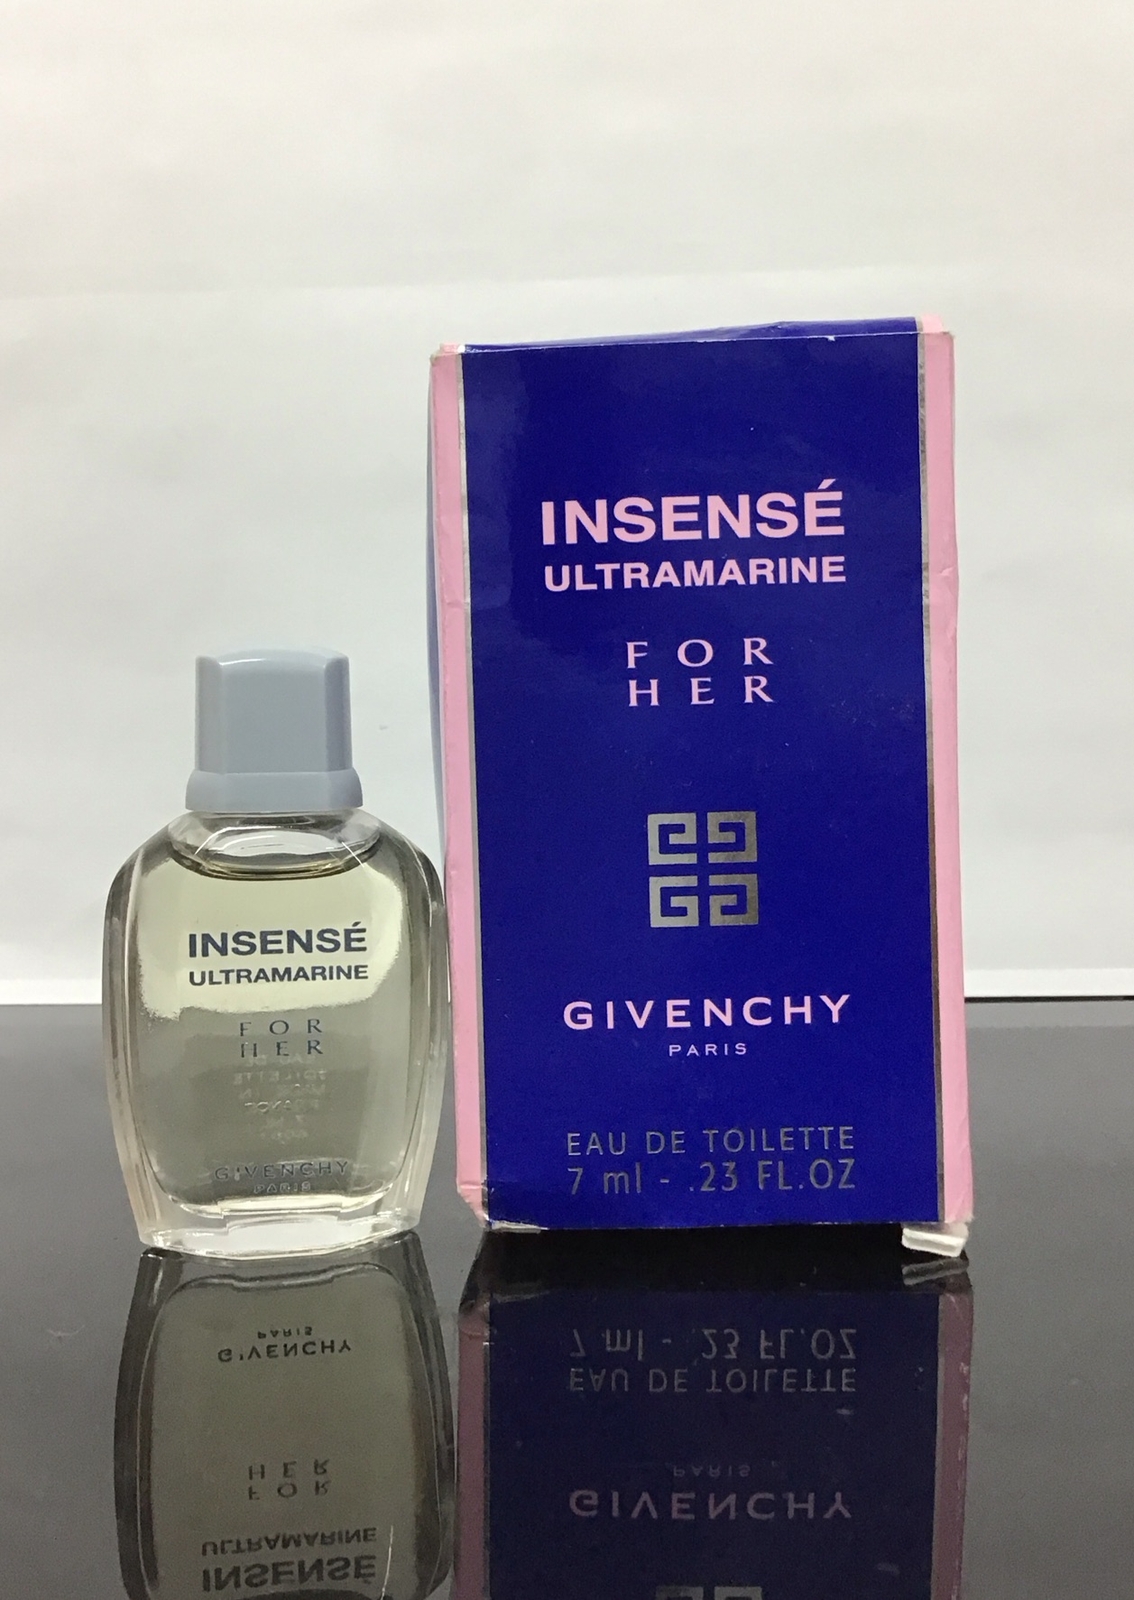 INSENSÉ
ULTRAMARINE
FOR
HER
GIVENCHY
PARIS
EAU DE TOILETTE
7 ml - .23 FL.OZ
INSENSÉ
ULTRAMARINE
FOR
HER
GIVENCHY
PARIS